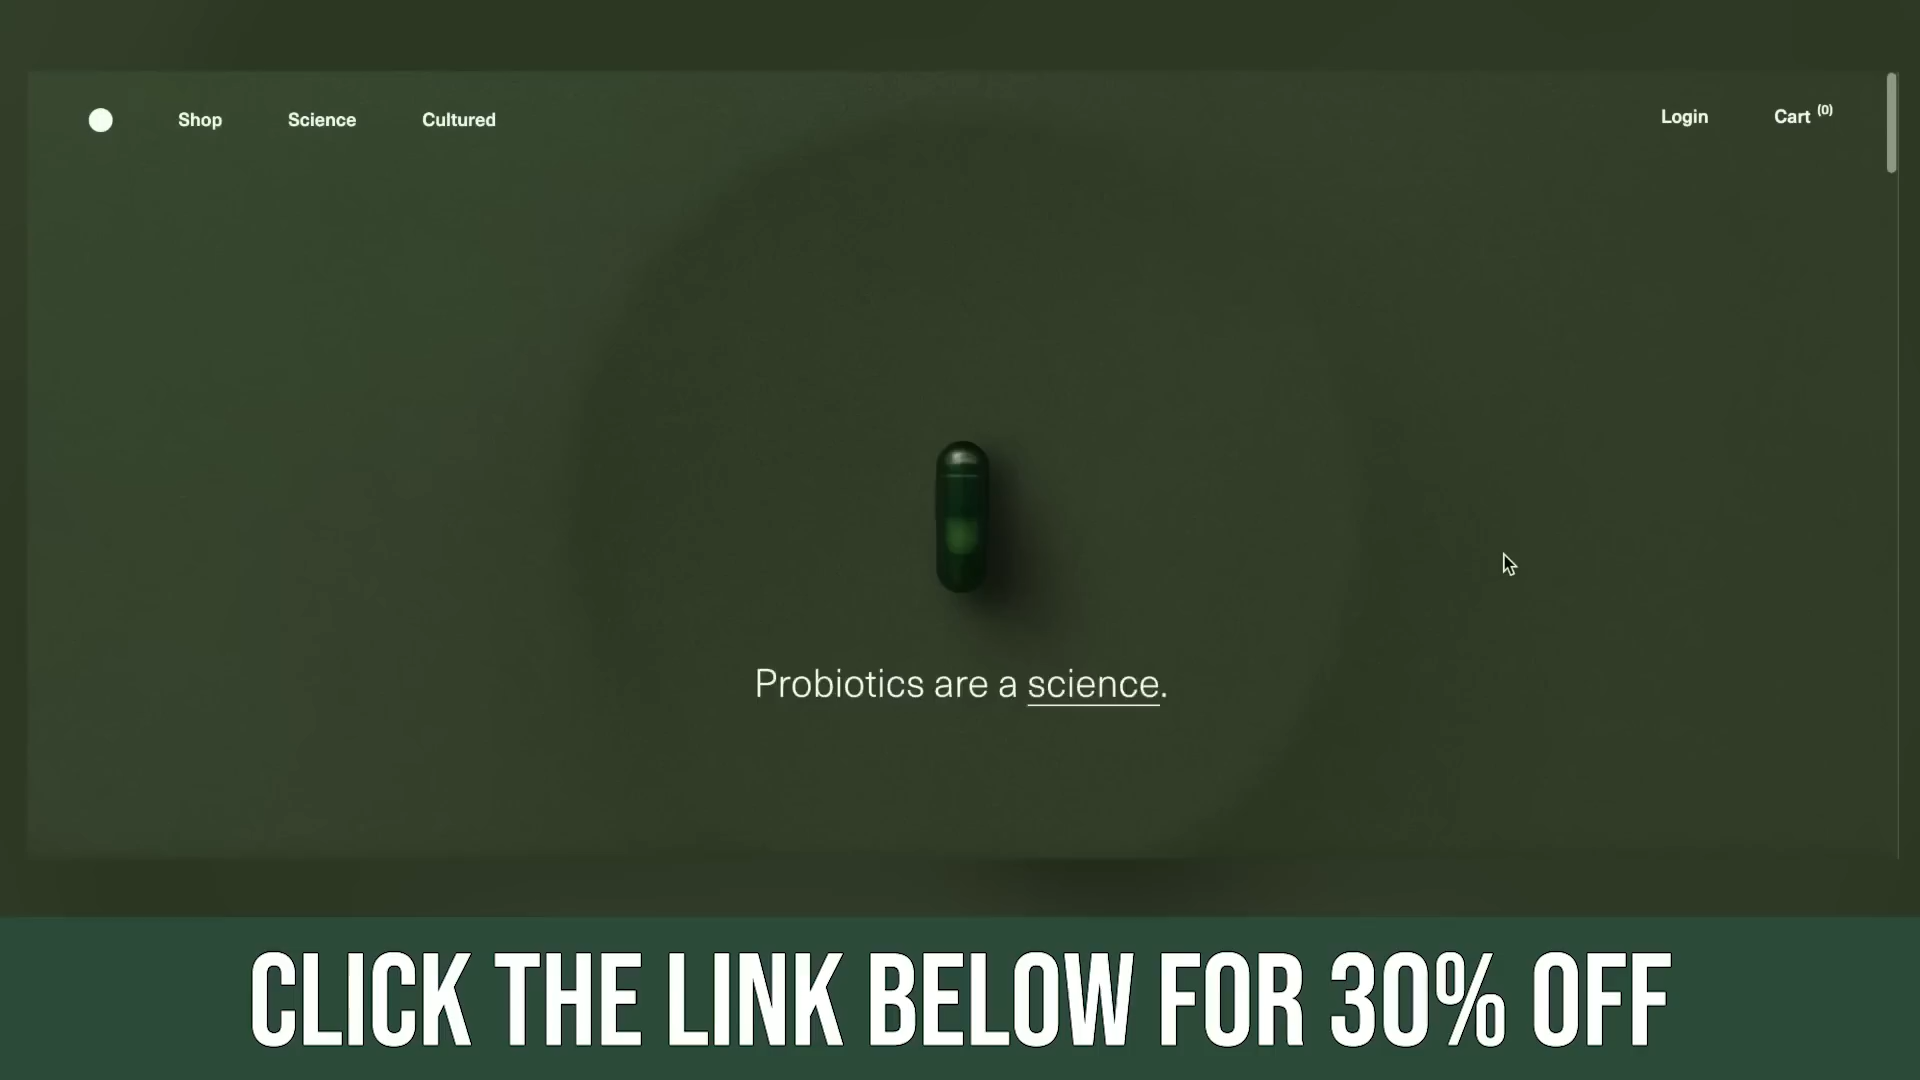 Shop Science Cultured Login Cart (0)
Probiotics are a science.
CLICK THE LINK BELOW FOR 30% OFF